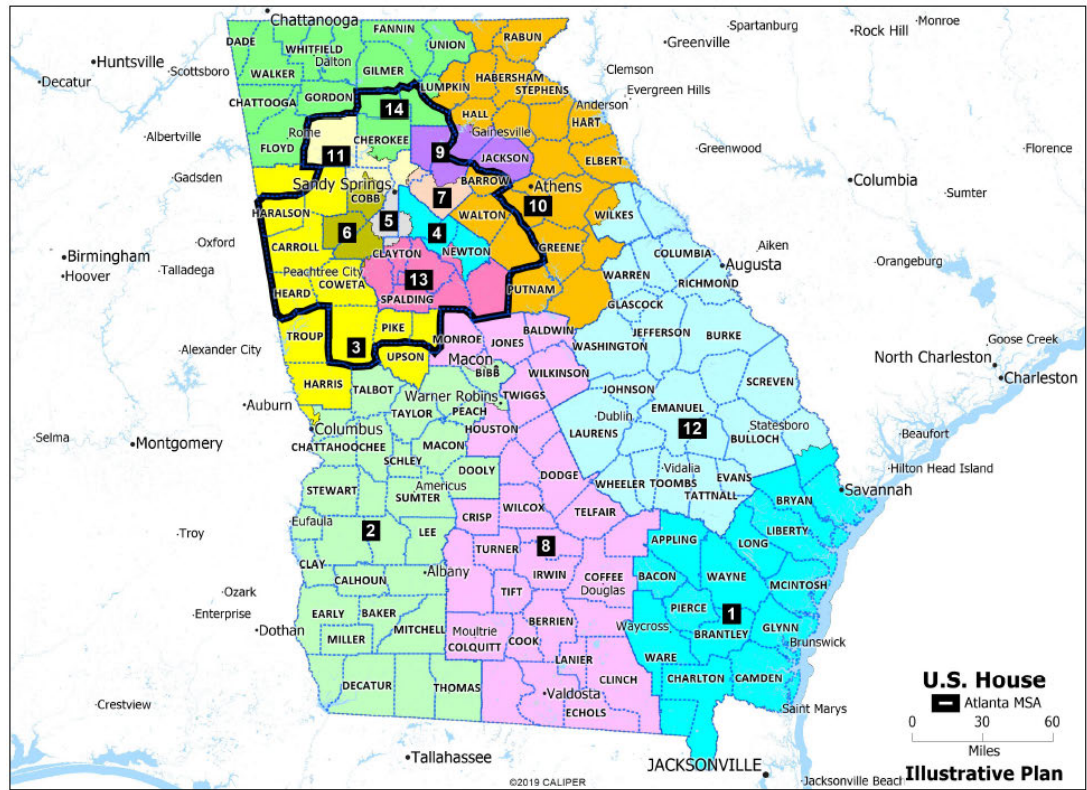 Chattanooga
Monroe
Spartanburg
Rock Hill
FANNIN
RABUN
DADE
WHITFIELD
UNION
Greenville
Huntsville
Dalton
Scottsboro
GILMER
Clemson
WALKER
HABERSHAM
Decatur
LUMPKIN
STEPHENS
Evergreen Hills
CHATTOOGA
GORDON
14
Anderson
HALL
HART
Albertville
Rome
CHEROKEE
Gainesville
FLOYD
11
9
JACKSON
Greenwood
Florence
ELBERT
Gadsden
Sandy Springs
BARROW
Athens
Columbia
COBB
7
10
Sumter
HARALSON
WALTON
WILKES
5
Oxford
6
4
CARROLL
GREENE
Birmingham
CLAYTON
NEWTON
COLUMBIA
Aiken
Hoover
Talladega
Peachtree City
13
WARREN
Augusta
Orangeburg
HEARD
COWETA
SPALDING
PUTNAM
RICHMOND
GLASCOCK
TROUP
PIKE
BALDWIN
JEFFERSON
BURKE
Goose Creek
3
MONROE
JONES
WASHINGTON
Alexander City
UPSON
Macon
North Charleston
BIBB
WILKINSON
Charleston
HARRIS
TALBOT
JOHNSON
SCREVEN
Auburn
Warner Robins
TWIGGS
TAYLOR
PEACH
Dublin
EMANUEL
Statesboro
Selma
Columbus
HOUSTON
LAURENS
12
BULLOCH
Beaufort
Montgomery
CHATTAHOOCHEE
MACON
SCHLEY
DOOLY
DODGE
Vidalia
Hilton Head Island
STEWART
Americus
WHEELER
TOOMBS
EVANS
SUMTER
TATTNALL
Savannah
BRYAN
CRISP
WILCOX
TELFAIR
Eufaula
2
LEE
LIBERTY
Troy
TURNER
8
APPLING
LONG
CLAY
Albany
IRWIN
COFFEE
BACON
WAYNE
MCINTOSH
CALHOUN
Ozark
TIFT
Douglas
Enterprise
EARLY
BAKER
PIERCE
1
GLYNN
Dothan
MITCHELL
BERRIEN
Waycross
BRANTLEY
Brunswick
MILLER
Moultrie
COLQUITT
COOK
WARE
LANIER
CHARLTON
CAMDEN
DECATUR
THOMAS
CLINCH
Crestview
Valdosta
ECHOLS
Saint Marys
Tallahassee
JACKSONVILLE
Jacksonville Beach
©2019 CALIPER
U.S. House
Atlanta MSA
0 30 60
Miles
Illustrative Plan